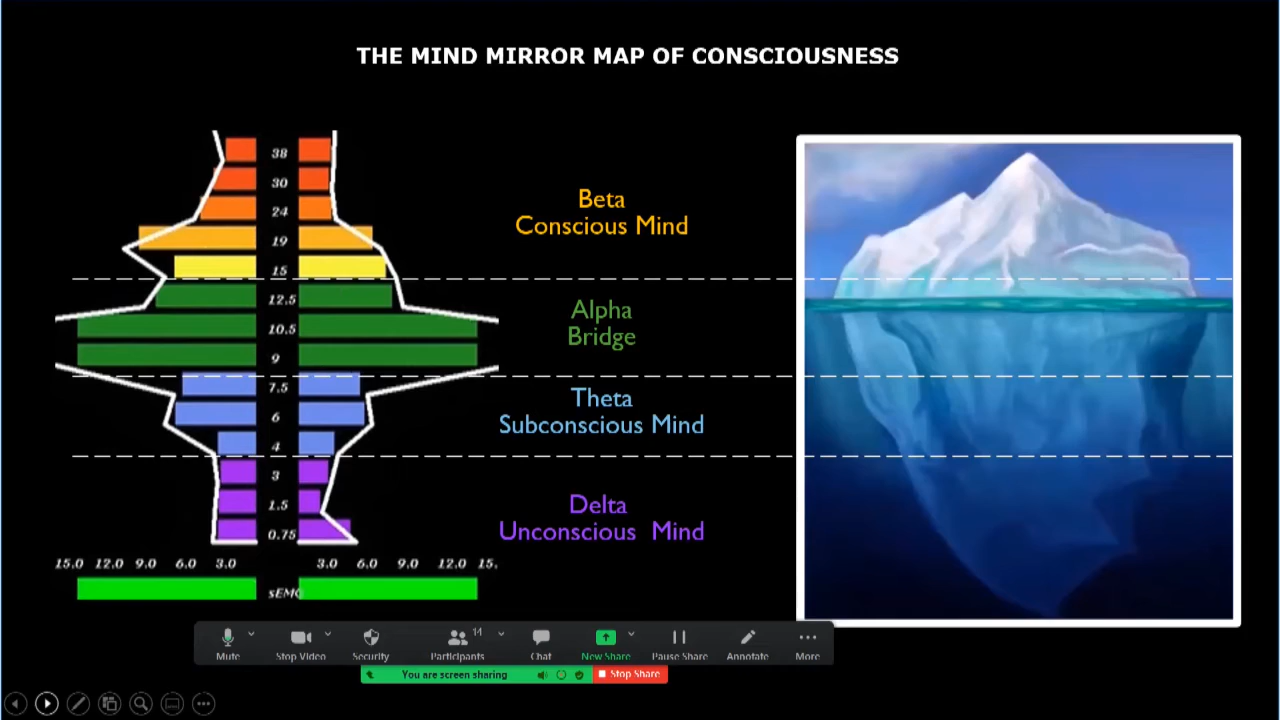 THE MIND MIRROR MAP OF CONSCIOUSNESS
38
30
24
19
15
12.5
10.5
9
7.5
6
4
3
1.5
0.75
15.0 12.0 9.0 6.0 3.0 3.0 6.0 9.0 12.0 15.
sEMG
Beta
Conscious Mind
Alpha
Bridge
Theta
Subconscious Mind
Delta
Unconscious Mind
14
Mute Stop Video Security Participants Chat New Share Pause Share Annotate More
You are screen sharing Stop Share